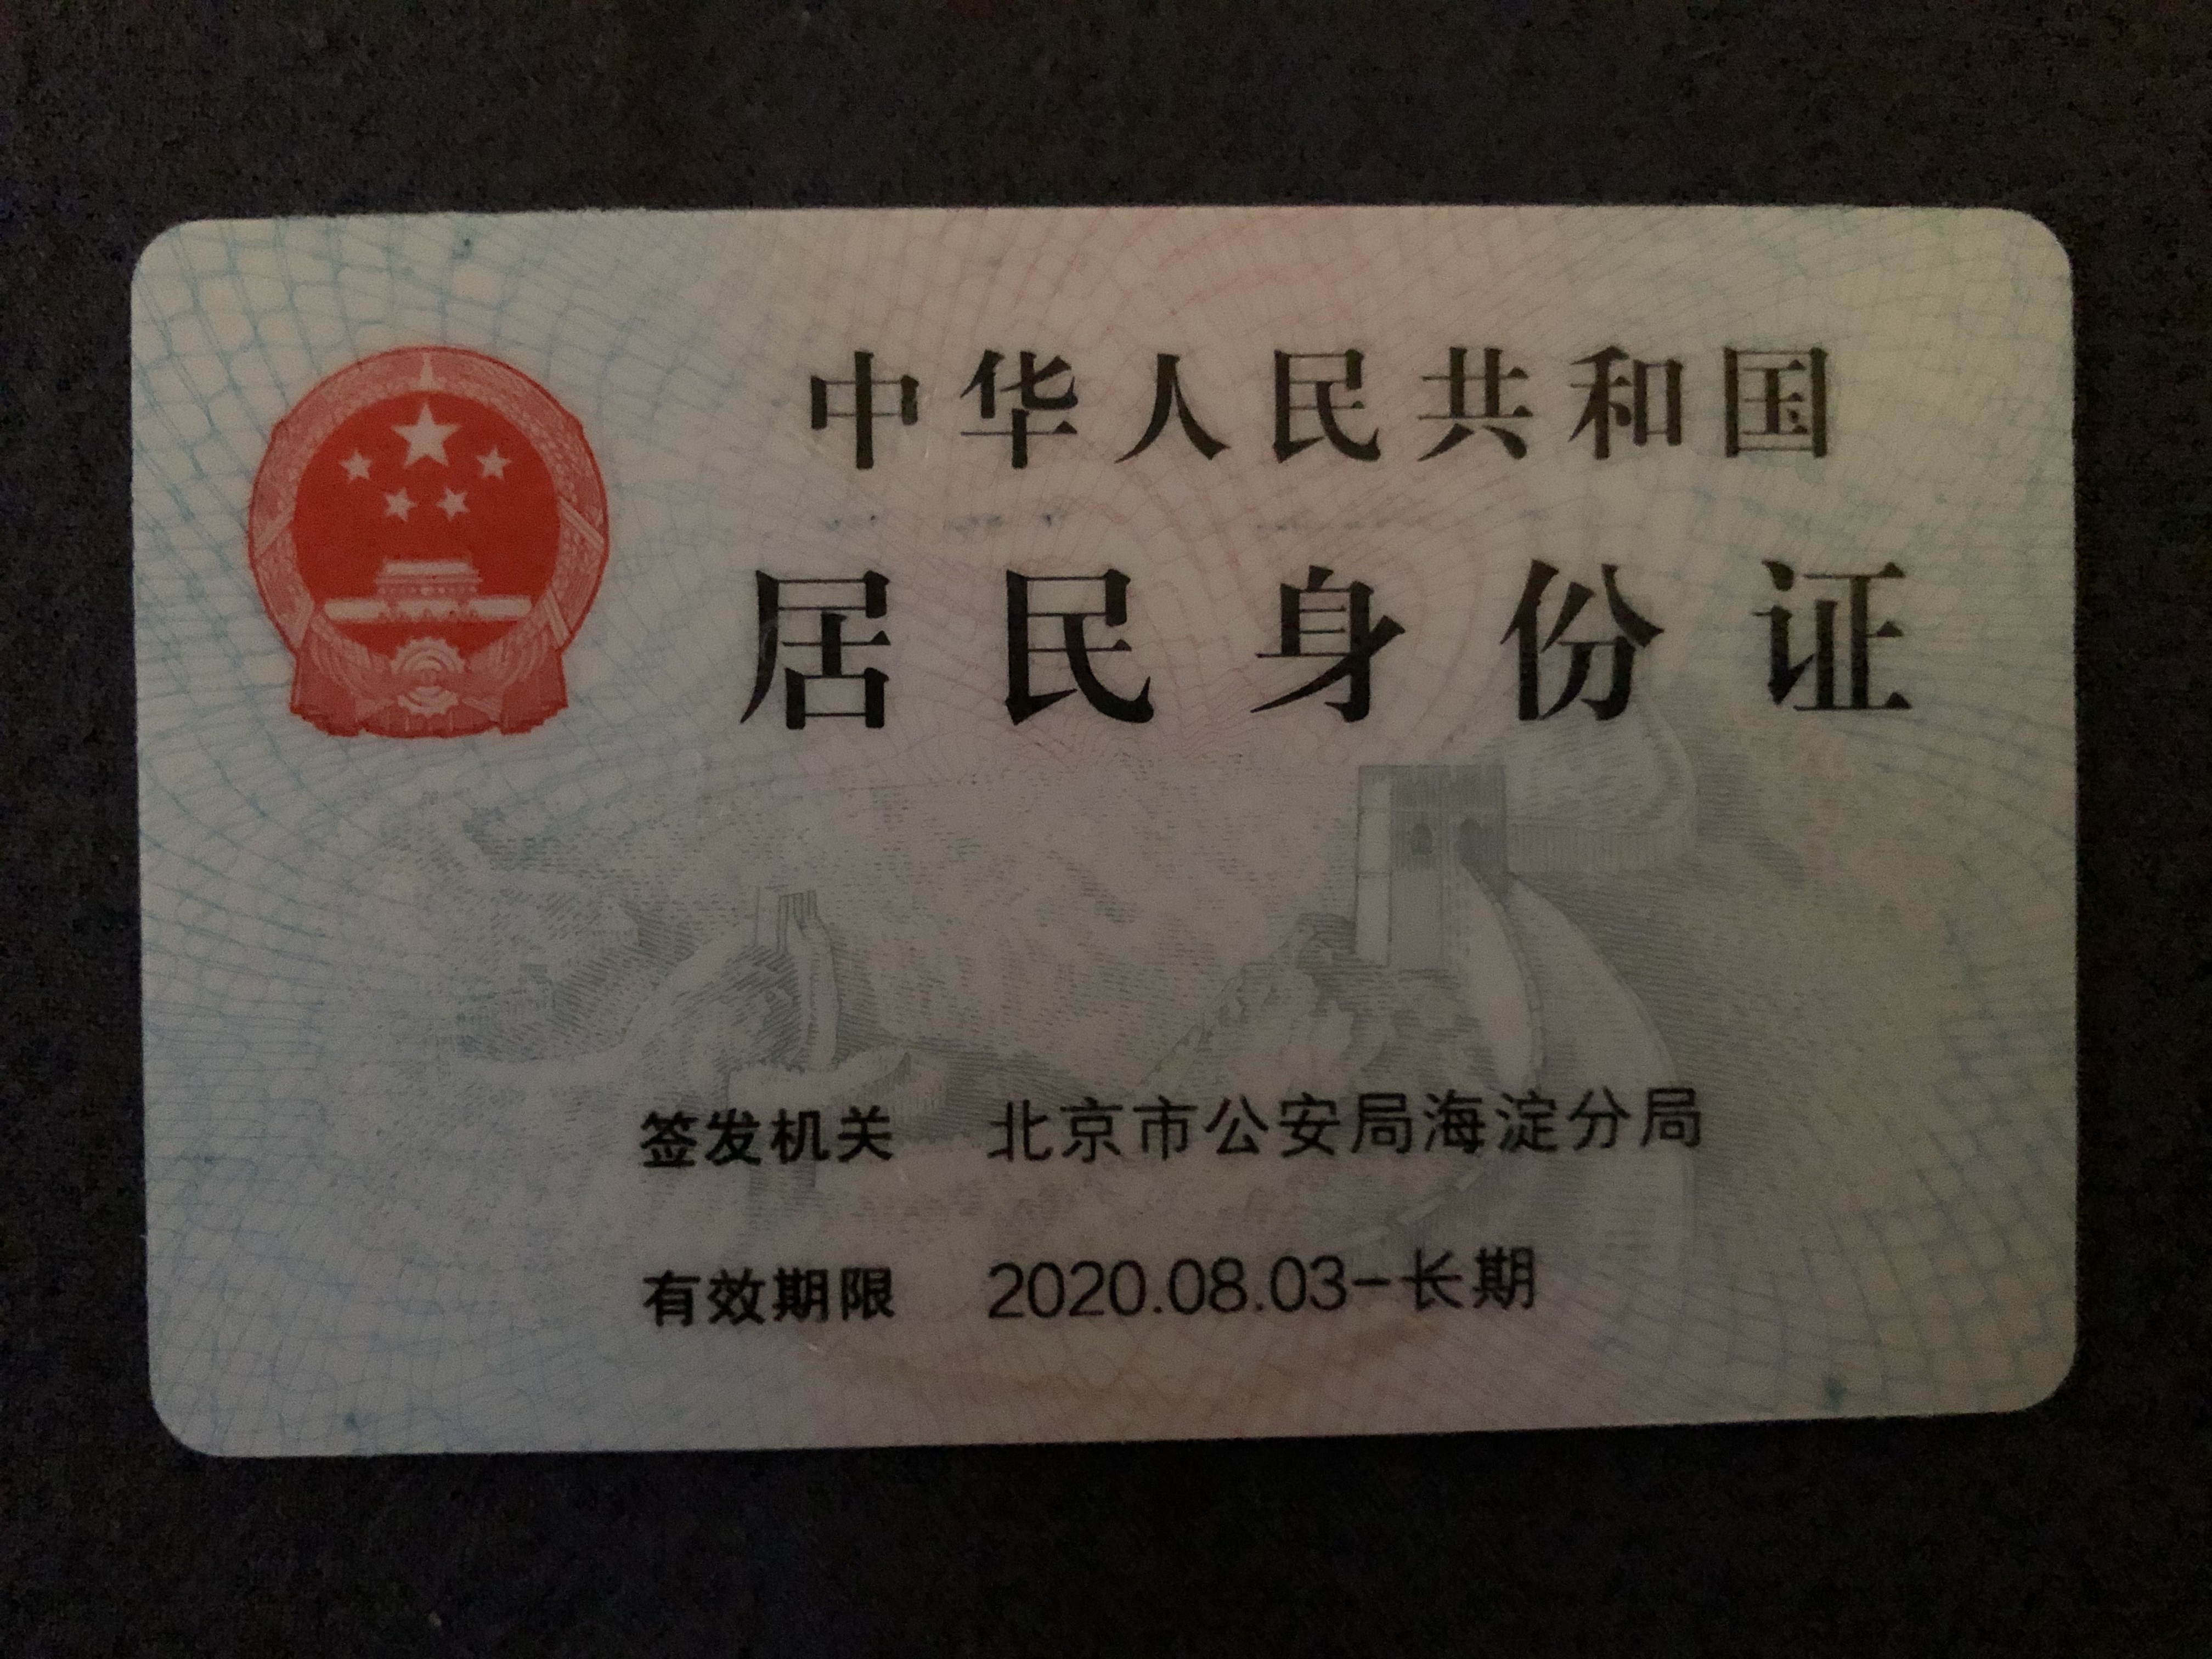 中华人民共和国
居民身份证
签发机关 北京市公安局海淀分局
有效期限 2020.08.03-长期